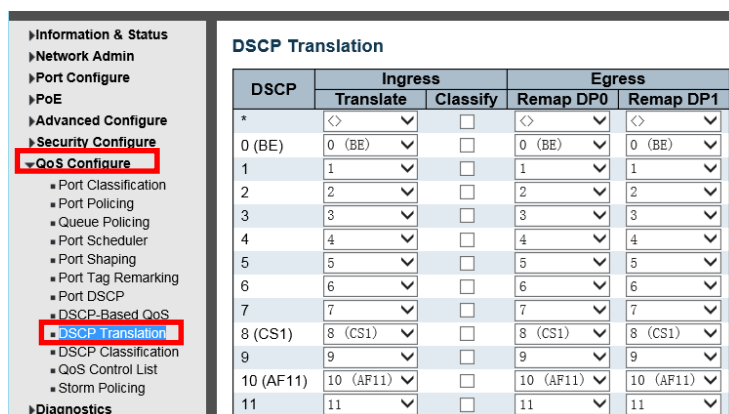 Information & Status
Network Admin
Port Configure
PoE
Advanced Configure
Security Configure
QoS Configure
Port Classification
Port Policing
Queue Policing
Port Scheduler
Port Shaping
Port Tag Remarking
Port DSCP
DSCP-Based QoS
DSCP Translation
DSCP Classification
QoS Control List
Storm Policing
Diagnostics
DSCP Translation
DSCP Ingress Egress
Translate Classify Remap DP0 Remap DP1
* <> <> <>
0 (BE) 0 (BE) 0 (BE) 0 (BE)
1 1 1 1
2 2 2 2
3 3 3 3
4 4 4 4
5 5 5 5
6 6 6 6
7 7 7 7
8 (CS1) 8 (CS1) 8 (CS1) 8 (CS1)
9 9 9 9
10 (AF11) 10 (AF11) 10 (AF11) 10 (AF11)
11 11 11 11